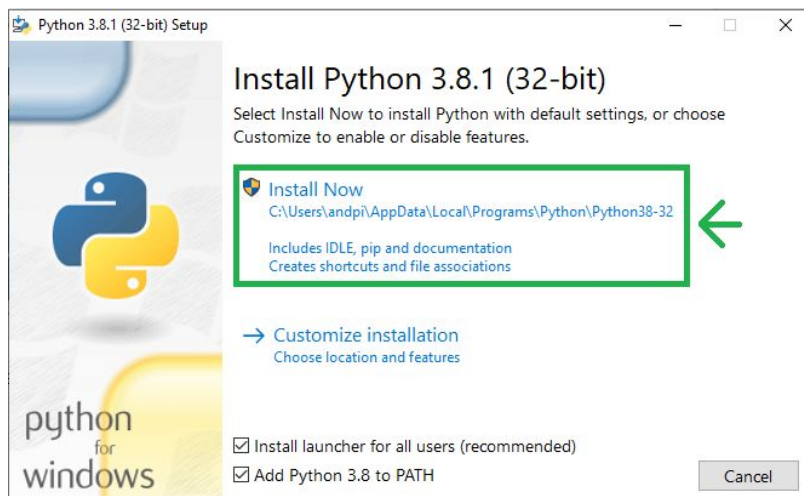 Python 3.8.1 (32-bit) Setup
Install Python 3.8.1 (32-bit)
Select Install Now to install Python with default settings, or choose
Customize to enable or disable features.
Install Now
C:\Users\andpi\AppData\Local\Programs\Python\Python38-32
Includes IDLE, pip and documentation
Creates shortcuts and file associations
Customize installation
Choose location and features
python
for
windows
Install launcher for all users (recommended)
Add Python 3.8 to PATH
Cancel